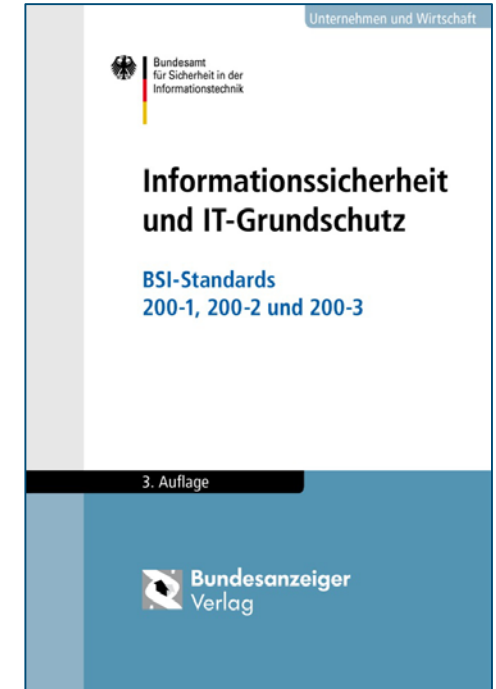 Unternehmen und Wirtschaft
Bundesamt
für Sicherheit in der
Informationstechnik
Informationssicherheit
und IT-Grundschutz
BSI-Standards
200-1, 200-2 und 200-3
3. Auflage
Bundesanzeiger
Verlag